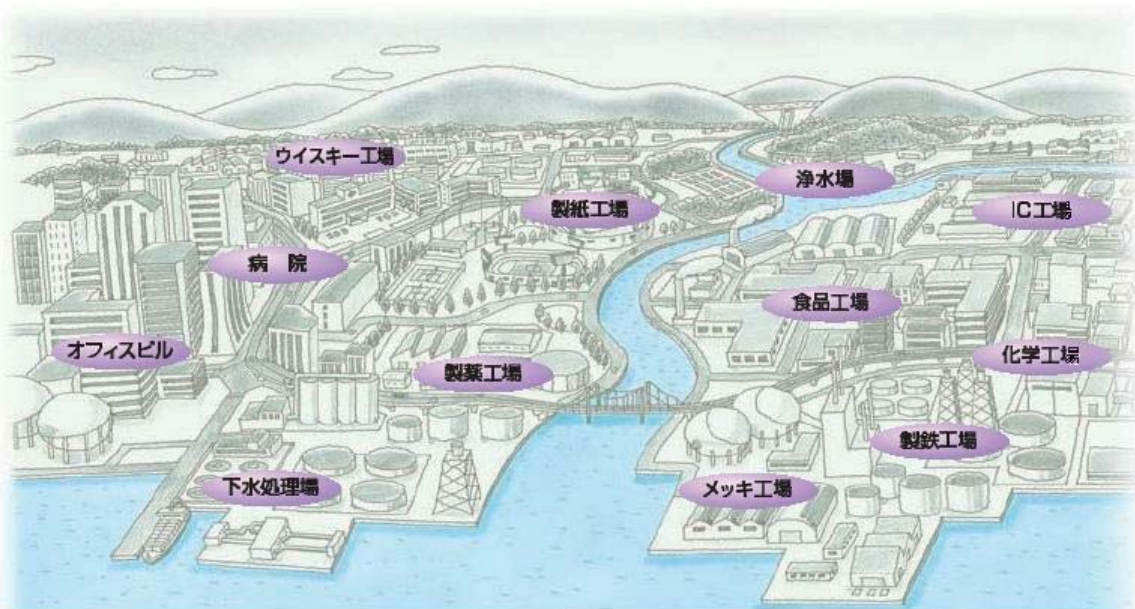 ウイスキー工場
浄水場
製紙工場
IC工場
病 院
食品工場
オフィスビル
化学工場
製薬工場
製鉄工場
下水処理場
メッキ工場